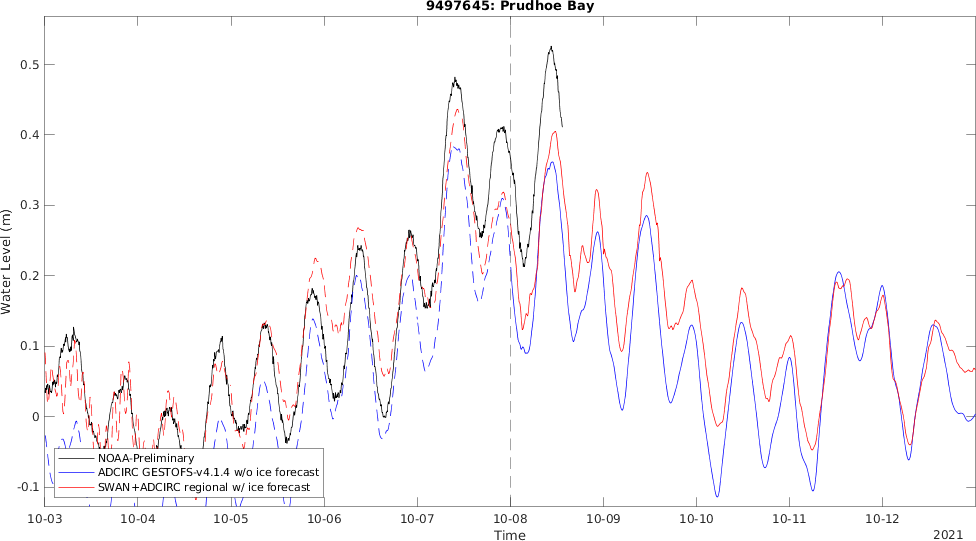 9497645: Prudhoe Bay
0.5
0.4
0.3
0.2
0.1
0
-0.1
Water Level (m)
NOAA-Preliminary
ADCIRC GESTOFS-v4.1.4 w/o ice forecast
SWAN+ADCIRC regional w/ ice forecast
10-03 10-04 10-05 10-06 10-07 10-08 10-09 10-10 10-11 10-12
Time
2021